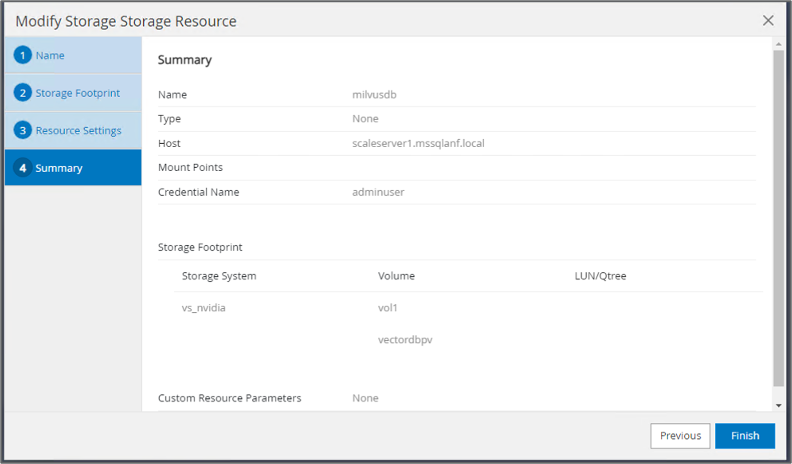 Modify Storage Storage Resource
1 Name
2 Storage Footprint
3 Resource Settings
4 Summary
Summary
Name milvusdb
Type None
Host scaleserver1.mssqlanf.local
Mount Points
Credential Name adminuser
Storage Footprint
Storage System Volume LUN/Qtree
vs_nvidia vol1
vectordbpv
Custom Resource Parameters None
Previous Finish